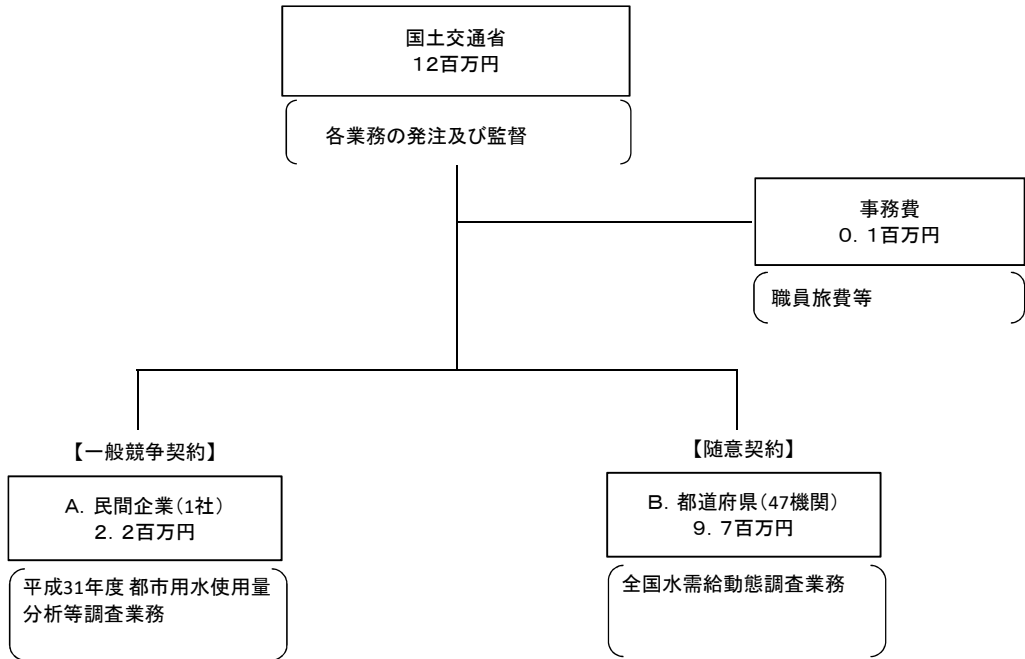 国土交通省
１２百万円
各業務の発注及び監督
事務費
０．１百万円
職員旅費等
【一般競争契約】
【随意契約】
Ａ．民間企業（1社）
２．２百万円
Ｂ．都道府県（47機関）
９．７百万円
平成31年度 都市用水使用量
分析等調査業務
全国水需給動態調査業務